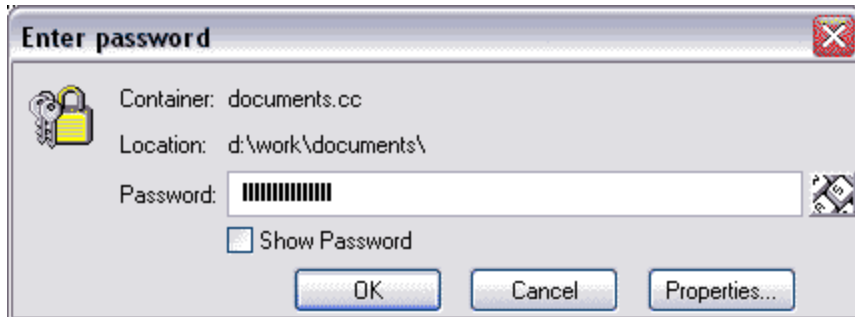 Enter password
Container: documents.cc
Location: d:\work\documents\
Password:
Show Password
OK Cancel Properties...